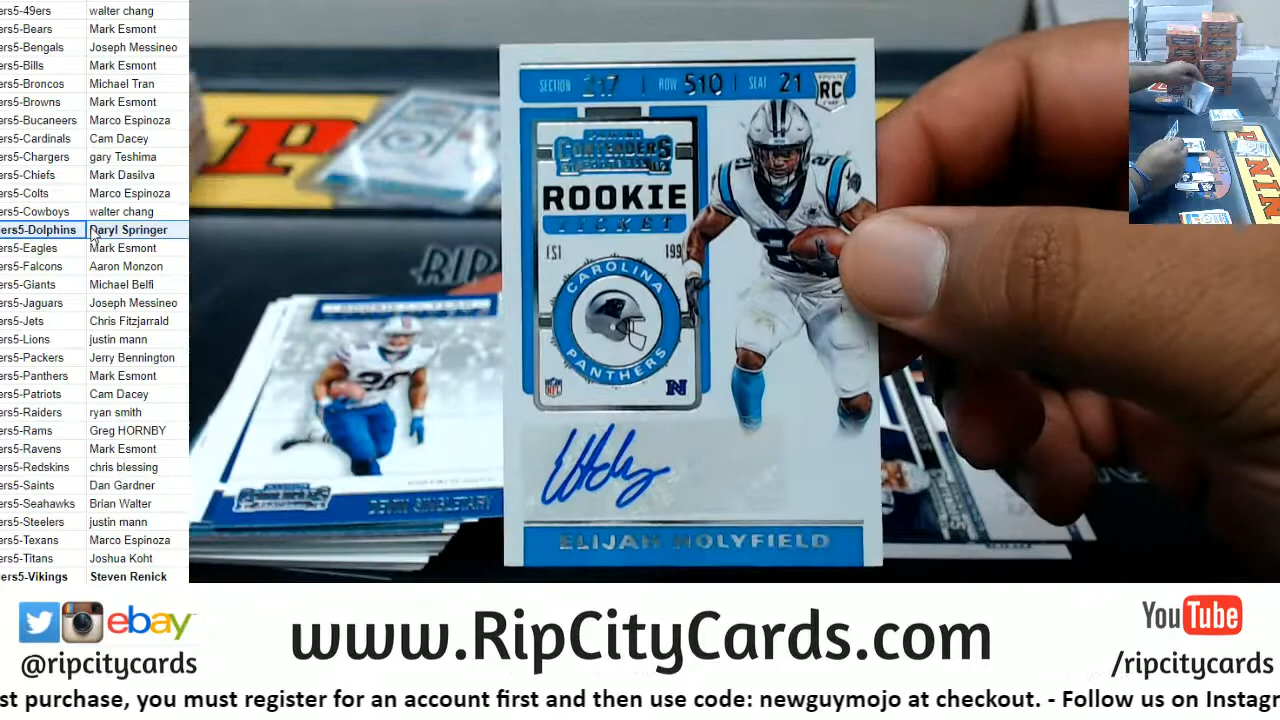 ers5-49ers walter chang
ers5-Bears Mark Esmont
ers5-Bengals Joseph Messineo
ers5-Bills Mark Esmont
ers5-Broncos Michael Tran
ers5-Browns Mark Esmont
ers5-Bucaneers Marco Espinoza
ers5-Cardinals Cam Dacey
ers5-Chargers gary Teshima
ers5-Chiefs Mark Dasilva
ers5-Colts Marco Espinoza
ers5-Cowboys walter chang
ers5-Dolphins Daryl Springer
ers5-Eagles Mark Esmont
ers5-Falcons Aaron Monzon
ers5-Giants Michael Belfi
ers5-Jaguars Joseph Messineo
ers5-Jets Chris Fitzjarrald
ers5-Lions justin mann
ers5-Packers Jerry Bennington
ers5-Panthers Mark Esmont
ers5-Patriots Cam Dacey
ers5-Raiders ryan smith
ers5-Rams Greg HORNBY
ers5-Ravens Mark Esmont
ers5-Redskins chris blessing
ers5-Saints Dan Gardner
ers5-Seahawks Brian Walter
ers5-Steelers justin mann
ers5-Texans Marco Espinoza
ers5-Titans Joshua Koht
ers5-Vikings Steven Renick
SECTION 217 ROW 510 SEAT 21
RC
CONTENDERS
ROOKIE
TICKET
CAROLINA
PANTHERS
NFL
N
ELIJAH HOLYFIELD
DEVIN SINGLETARY
RIP
ebay
@ripcitycards
www.RipCityCards.com
YouTube
/ripcitycards
st purchase, you must register for an account first and then use code: newguymojo at checkout. - Follow us on Instagr